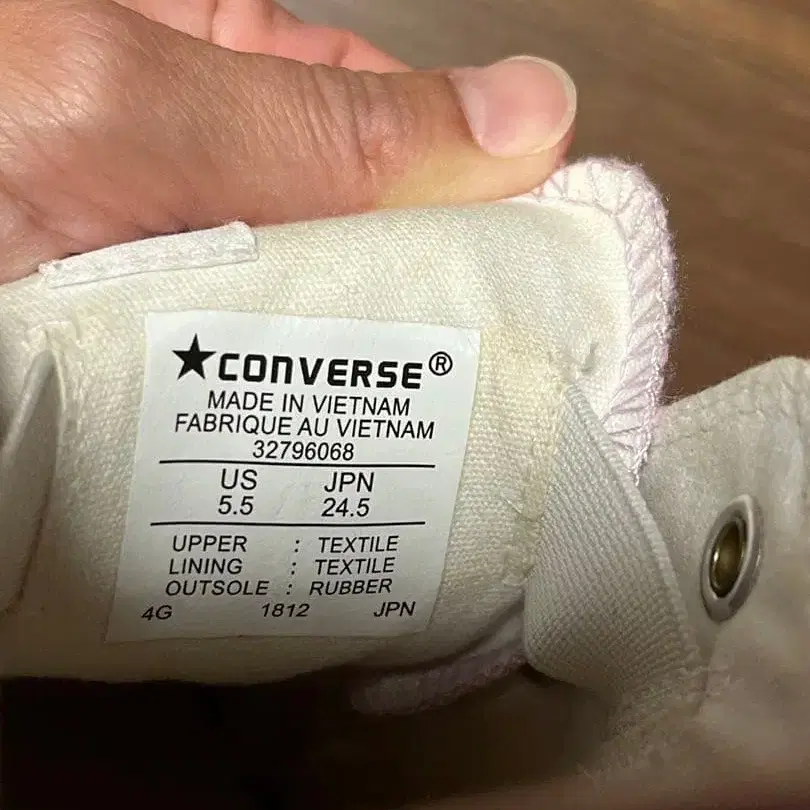 ★CONVERSE®
MADE IN VIETNAM
FABRIQUE AU VIETNAM
32796068
US JPN
5.5 24.5
UPPER : TEXTILE
LINING : TEXTILE
OUTSOLE : RUBBER
4G 1812 JPN